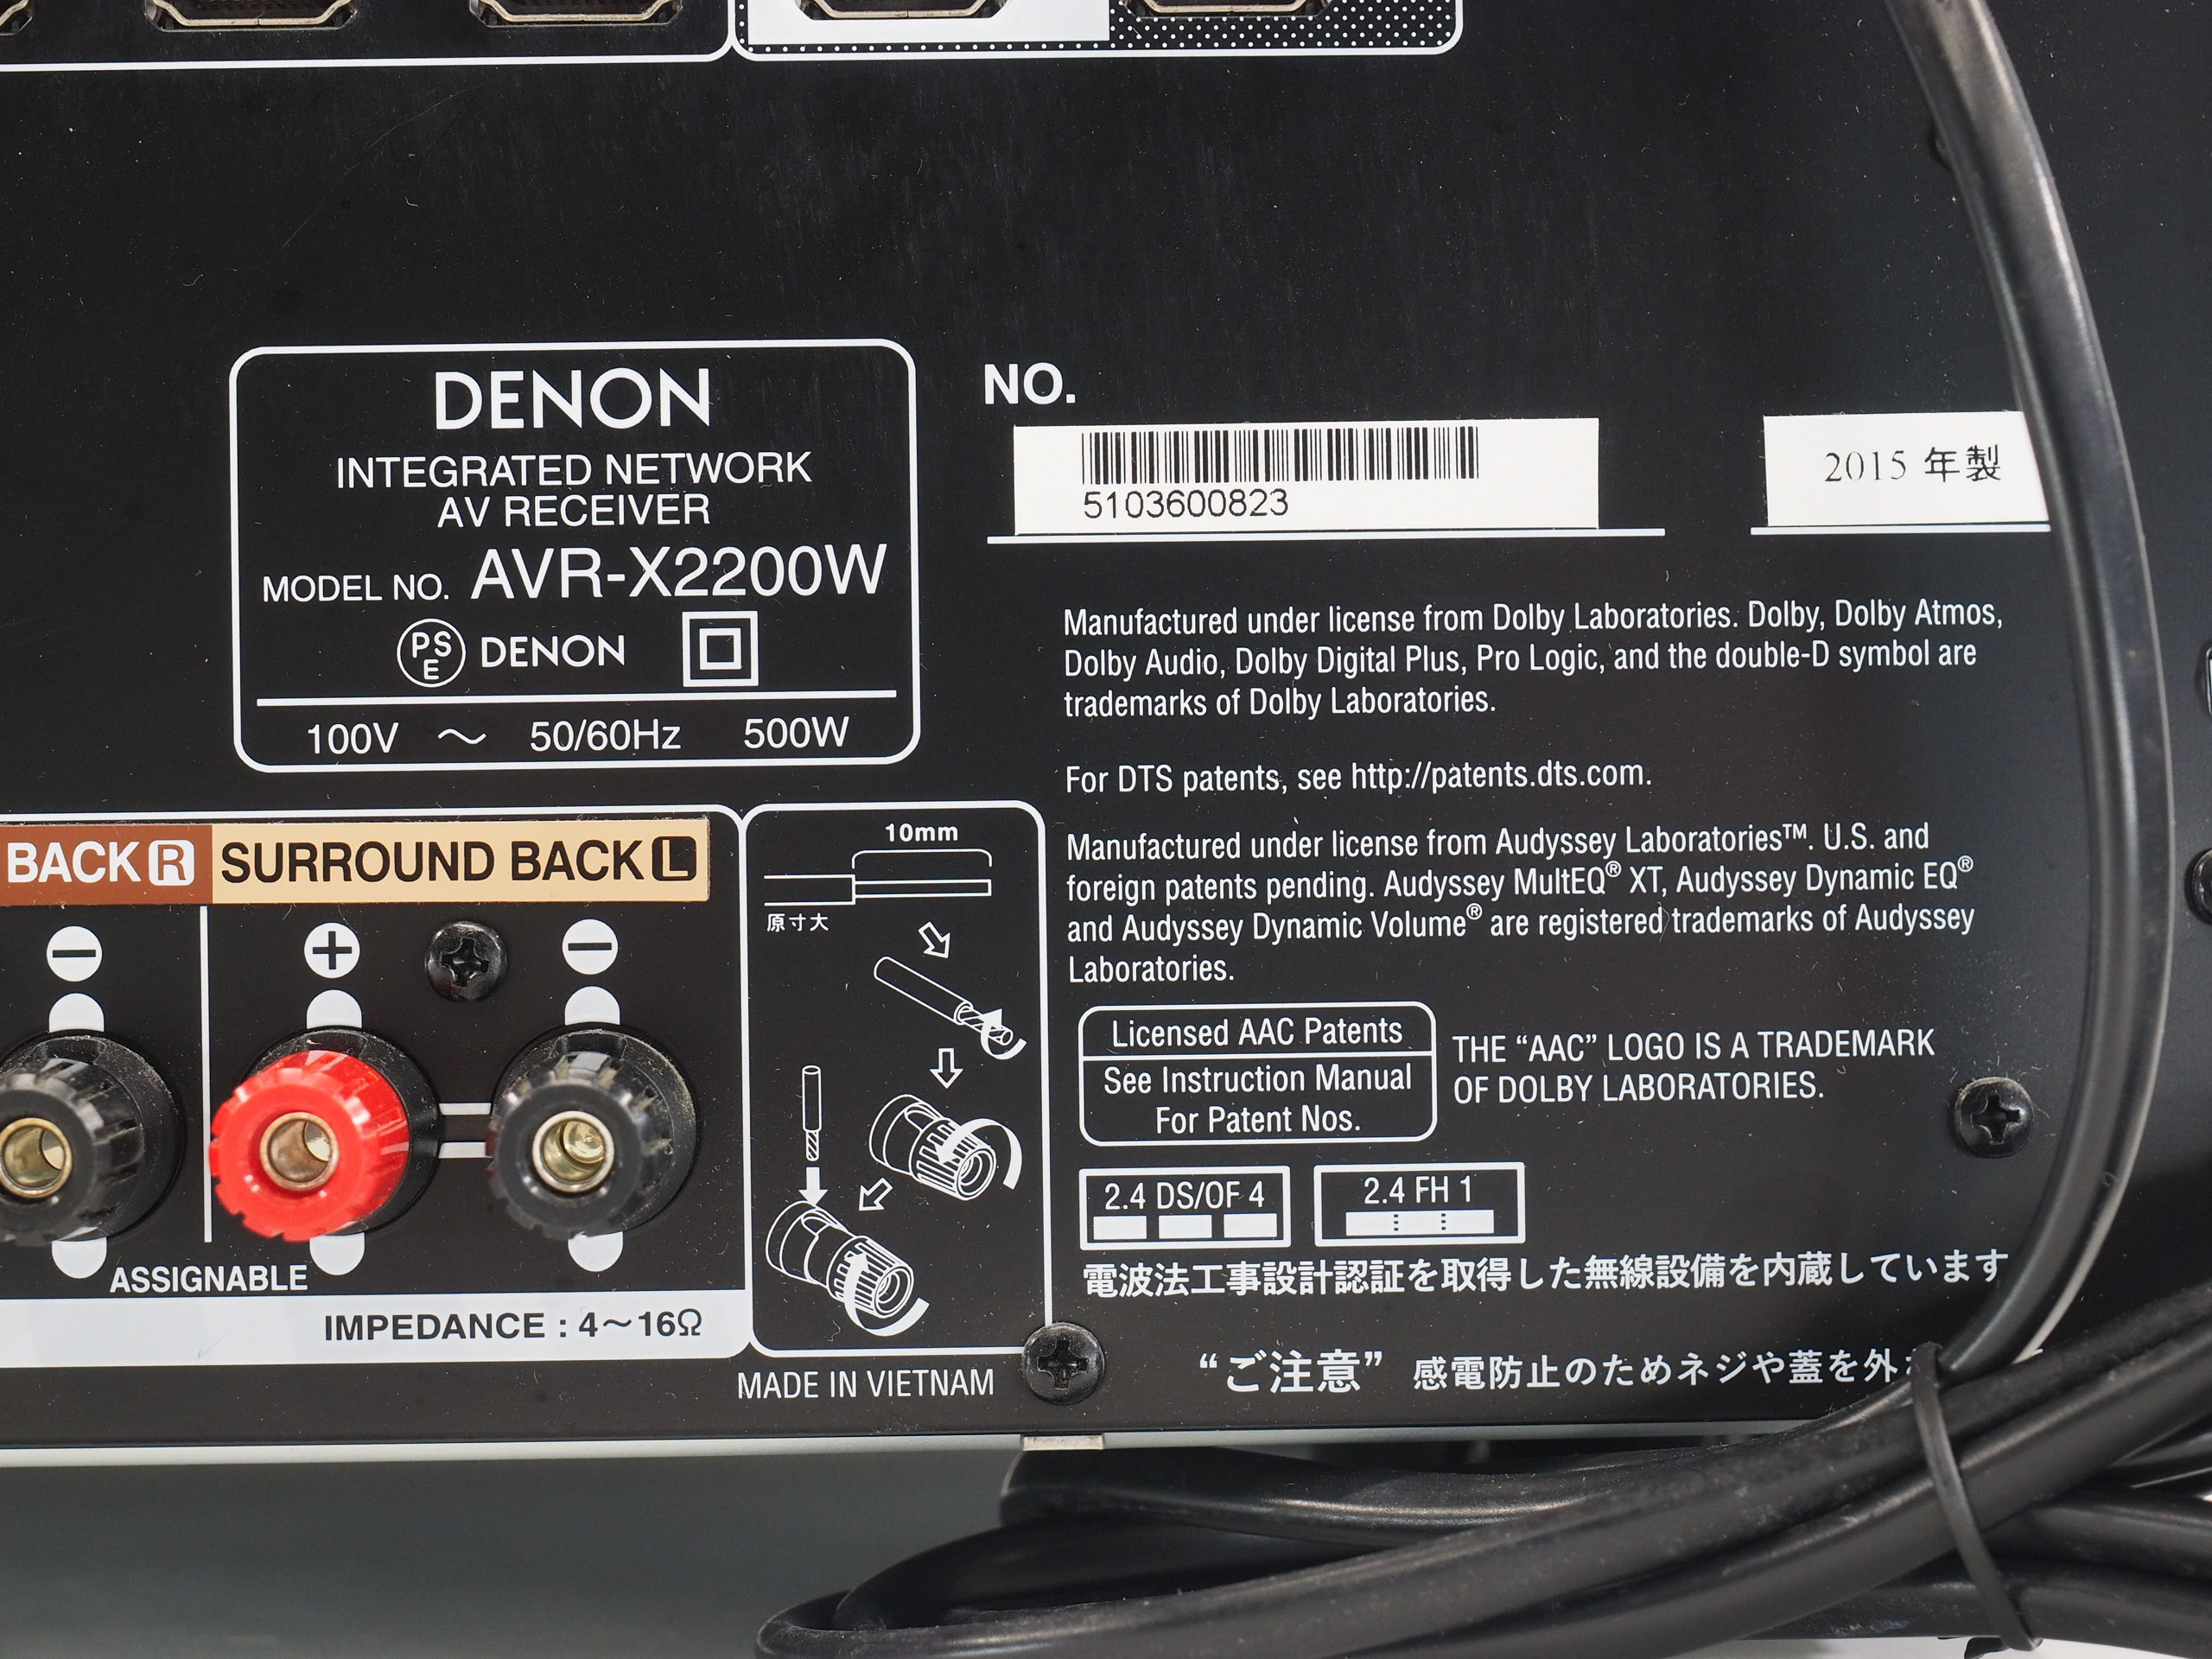 DENON
INTEGRATED NETWORK
AV RECEIVER
MODEL NO. AVR-X2200W
PS
E
DENON
100V ～ 50/60Hz 500W
NO.
5103600823
2015 年製
Manufactured under license from Dolby Laboratories. Dolby, Dolby Atmos,
Dolby Audio, Dolby Digital Plus, Pro Logic, and the double-D symbol are
trademarks of Dolby Laboratories.
For DTS patents, see http://patents.dts.com.
Manufactured under license from Audyssey Laboratories™. U.S. and
foreign patents pending. Audyssey MultEQ® XT, Audyssey Dynamic EQ®
and Audyssey Dynamic Volume® are registered trademarks of Audyssey
Laboratories.
Licensed AAC Patents
See Instruction Manual
For Patent Nos.
THE “AAC” LOGO IS A TRADEMARK
OF DOLBY LABORATORIES.
2.4 DS/OF 4
2.4 FH 1
電波法工事設計認証を取得した無線設備を内蔵しています
“ご注意” 感電防止のためネジや蓋を外
BACK R
SURROUND BACK L
－
＋
－
ASSIGNABLE
IMPEDANCE : 4～16Ω
10mm
原寸大
MADE IN VIETNAM